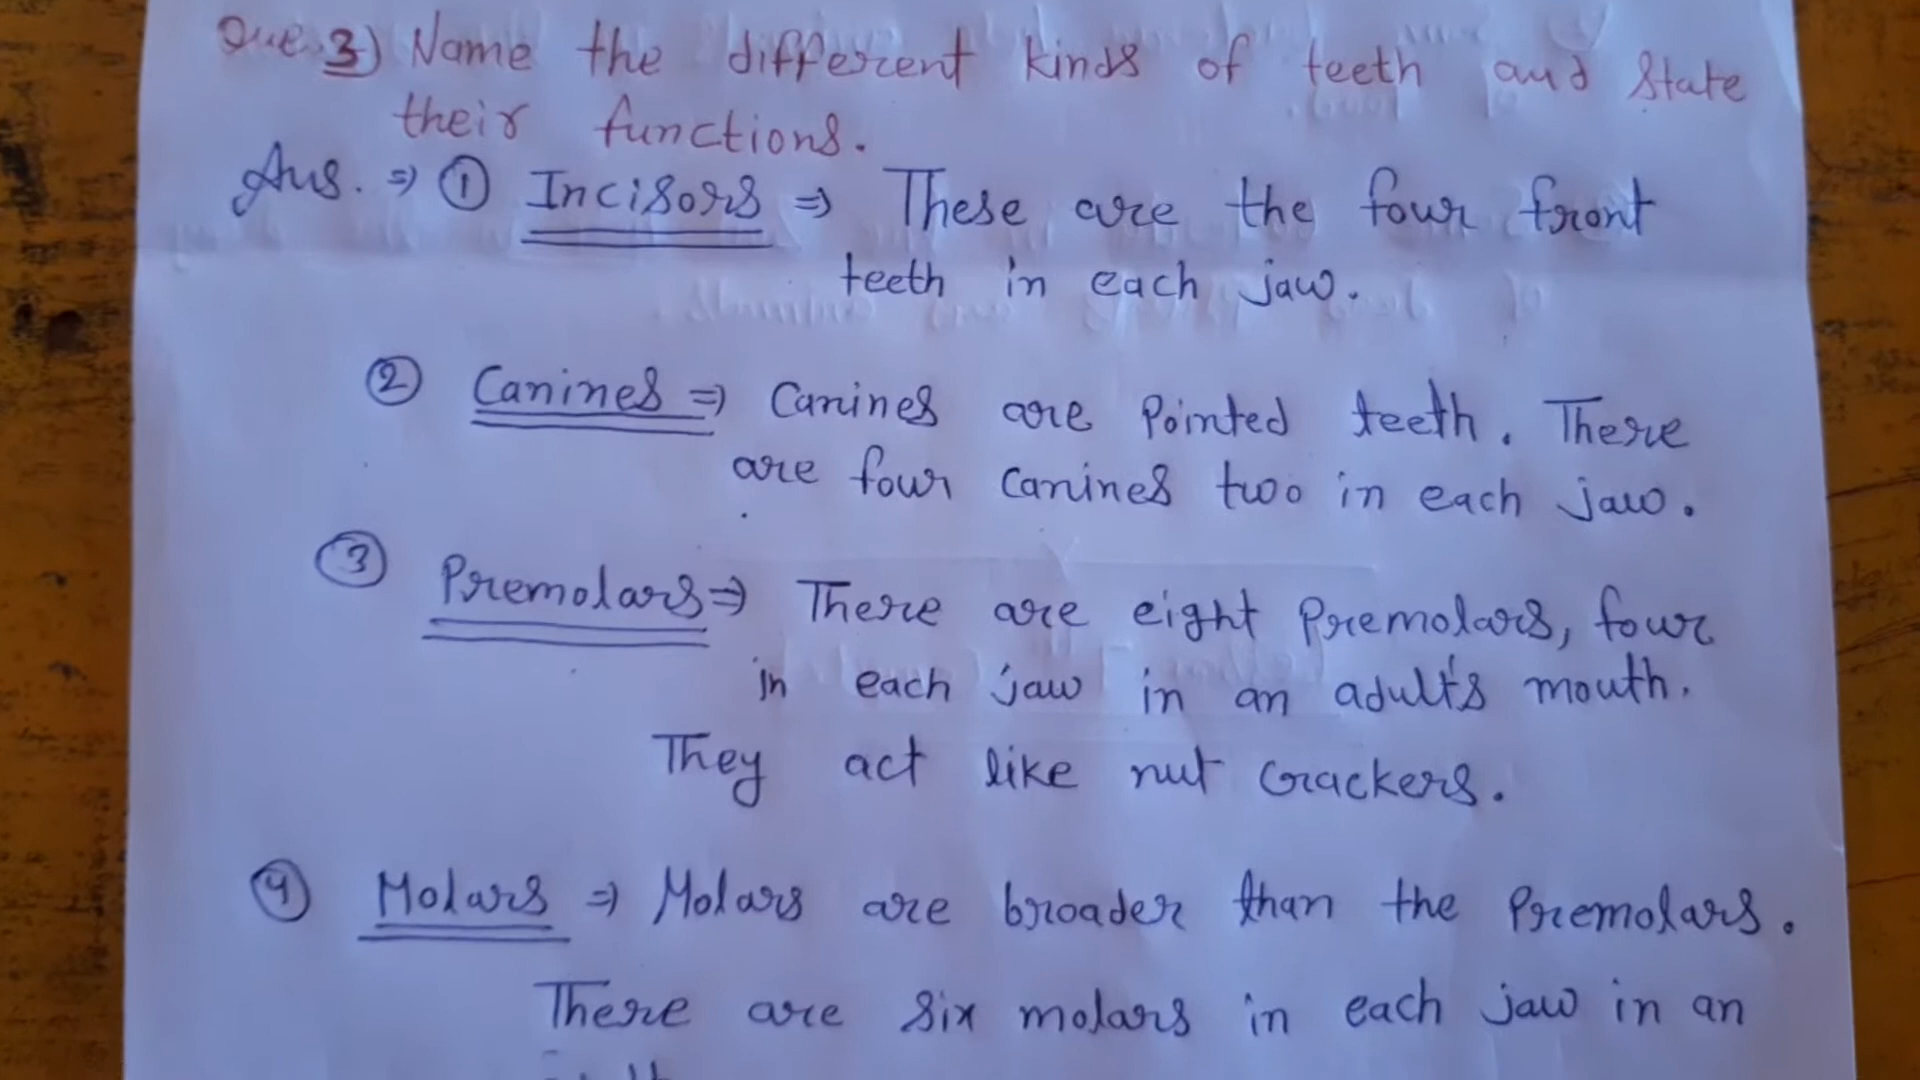 Que. 3) Name the different kinds of teeth and state
their functions.
Ans. ⇒ ① Incisors ⇒ These are the four front
teeth in each jaw.
② Canines ⇒ Canines are Pointed teeth. There
are four canines two in each jaw.
③ Premolars ⇒ There are eight Premolars, four
in each jaw in an adult's mouth.
They act like nut crackers.
④ Molars ⇒ Molars are broader than the Premolars.
There are six molars in each jaw in an